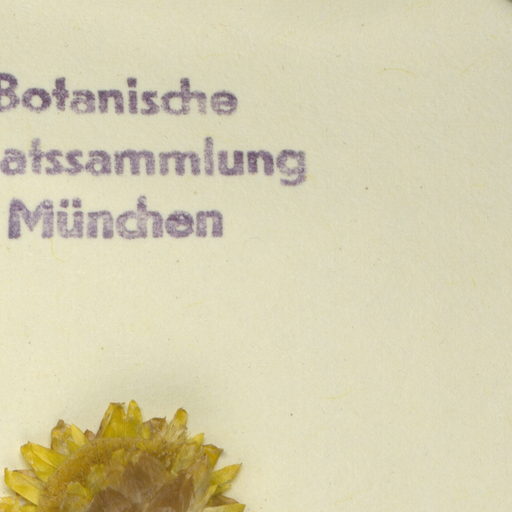 Botanische
atssammlung
München